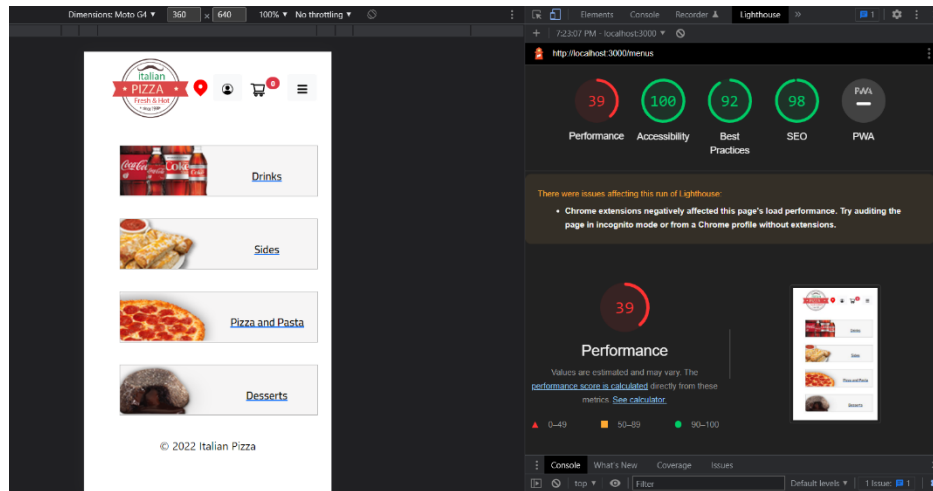 Dimensions: Moto G4 ▼ 360 × 640 100% ▼ No throttling ▼
Elements Console Recorder Lighthouse » 1
+ 7:23:07 PM - localhost:3000 ▼
http://localhost:3000/menus
italian
PIZZA
Fresh & Hot
0
Drinks
Sides
Pizza and Pasta
Desserts
© 2022 Italian Pizza
39 100 92 98 PWA
Performance Accessibility Best Practices SEO PWA
There were issues affecting this run of Lighthouse:
• Chrome extensions negatively affected this page's load performance. Try auditing the
page in incognito mode or from a Chrome profile without extensions.
39
Performance
Values are estimated and may vary. The
performance score is calculated directly from these
metrics. See calculator.
0–49 50–89 90–100
Console What's New Coverage Issues
top ▼ Filter Default levels ▼ 1 Issue: 1